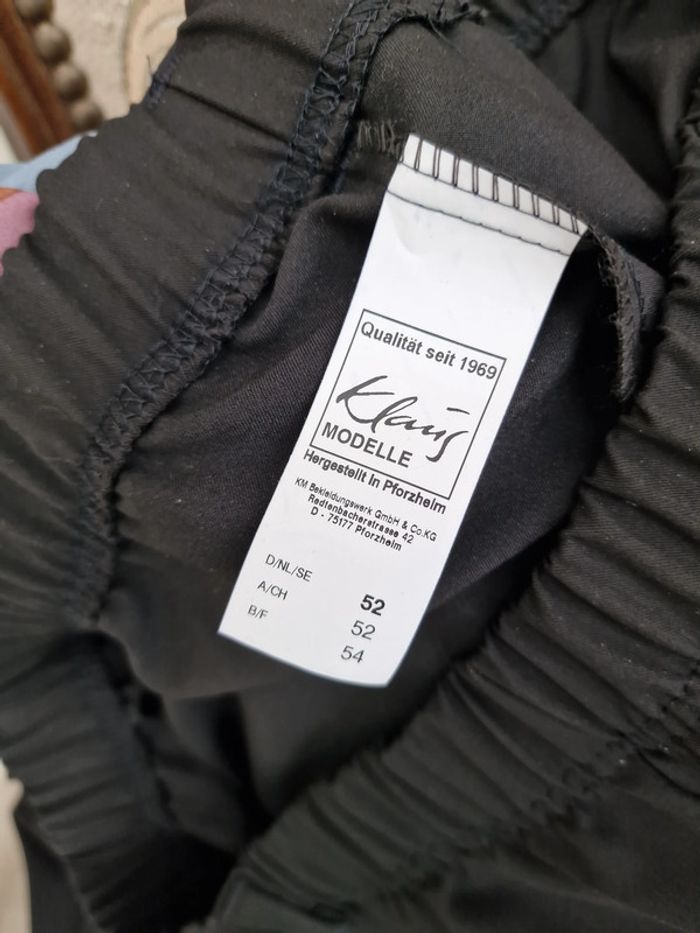 Qualität seit 1969
Klaus
MODELLE
Hergestellt in Pforzheim
KM Bekleidungswerk GmbH & Co.KG
Redtenbacherstrasse 42
D - 75177 Pforzheim
D/NL/SE 52
A/CH 52
B/F 54